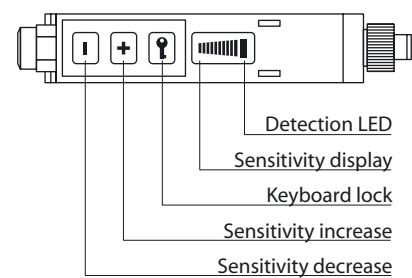 - +
Detection LED
Sensitivity display
Keyboard lock
Sensitivity increase
Sensitivity decrease